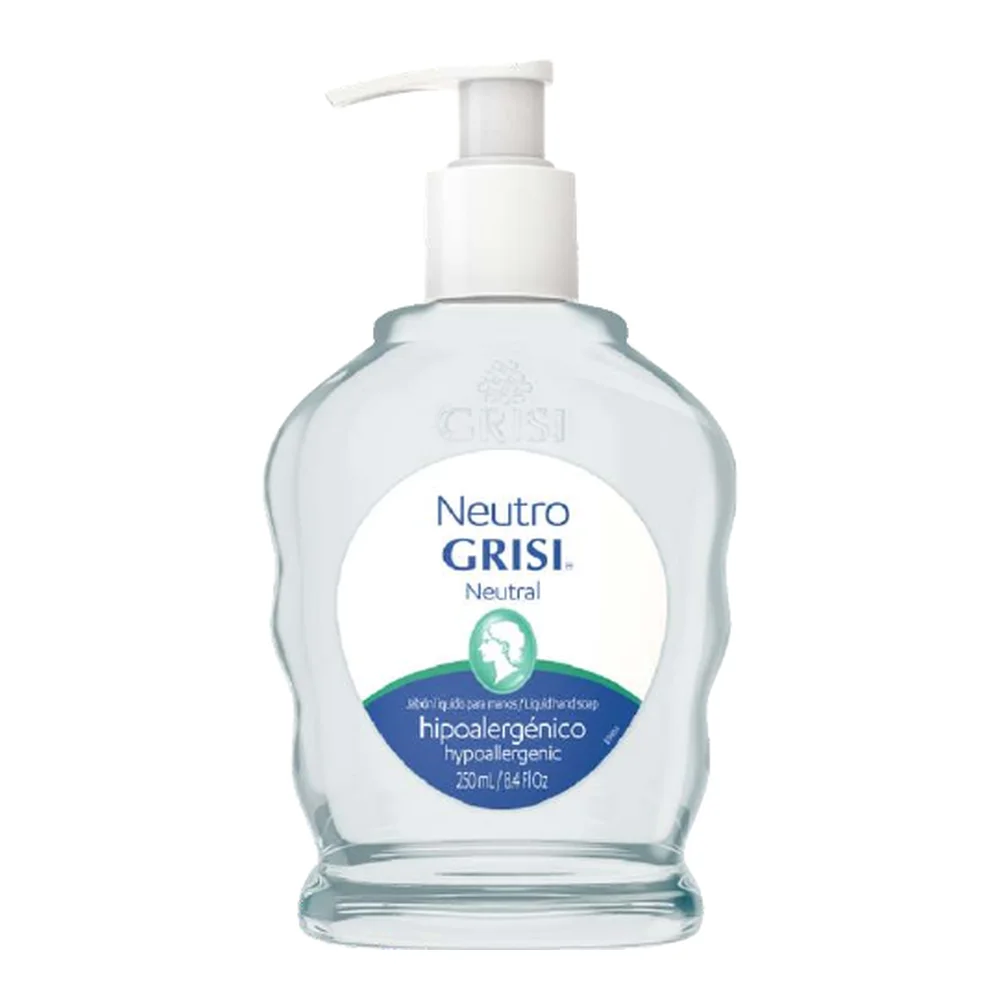 GRISI
Neutro
GRISI®
Neutral
Jabón líquido para manos / Liquid hand soap
hipoalergénico
hypoallergenic
250 mL / 8.4 Fl Oz